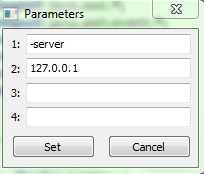 Parameters
1: -server
2: 127.0.0.1
3:
4:
Set Cancel